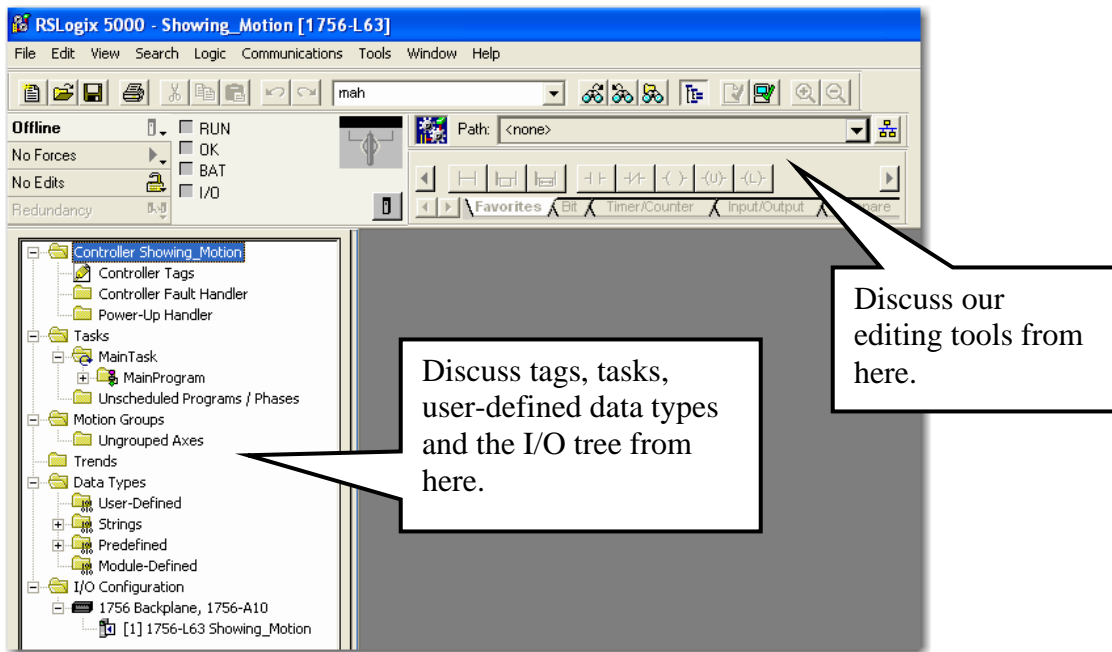 RSLogix 5000 - Showing_Motion [1756-L63]
File Edit View Search Logic Communications Tools Window Help
mah
Offline
RUN
No Forces
OK
No Edits
BAT
Redundancy
I/O
Path: <none>
Favorites Bit Timer/Counter Input/Output
Controller Showing_Motion
Controller Tags
Controller Fault Handler
Power-Up Handler
Tasks
MainTask
MainProgram
Unscheduled Programs / Phases
Motion Groups
Ungrouped Axes
Trends
Data Types
User-Defined
Strings
Predefined
Module-Defined
I/O Configuration
1756 Backplane, 1756-A10
[1] 1756-L63 Showing_Motion
Discuss tags, tasks,
user-defined data types
and the I/O tree from
here.
Discuss our
editing tools from
here.